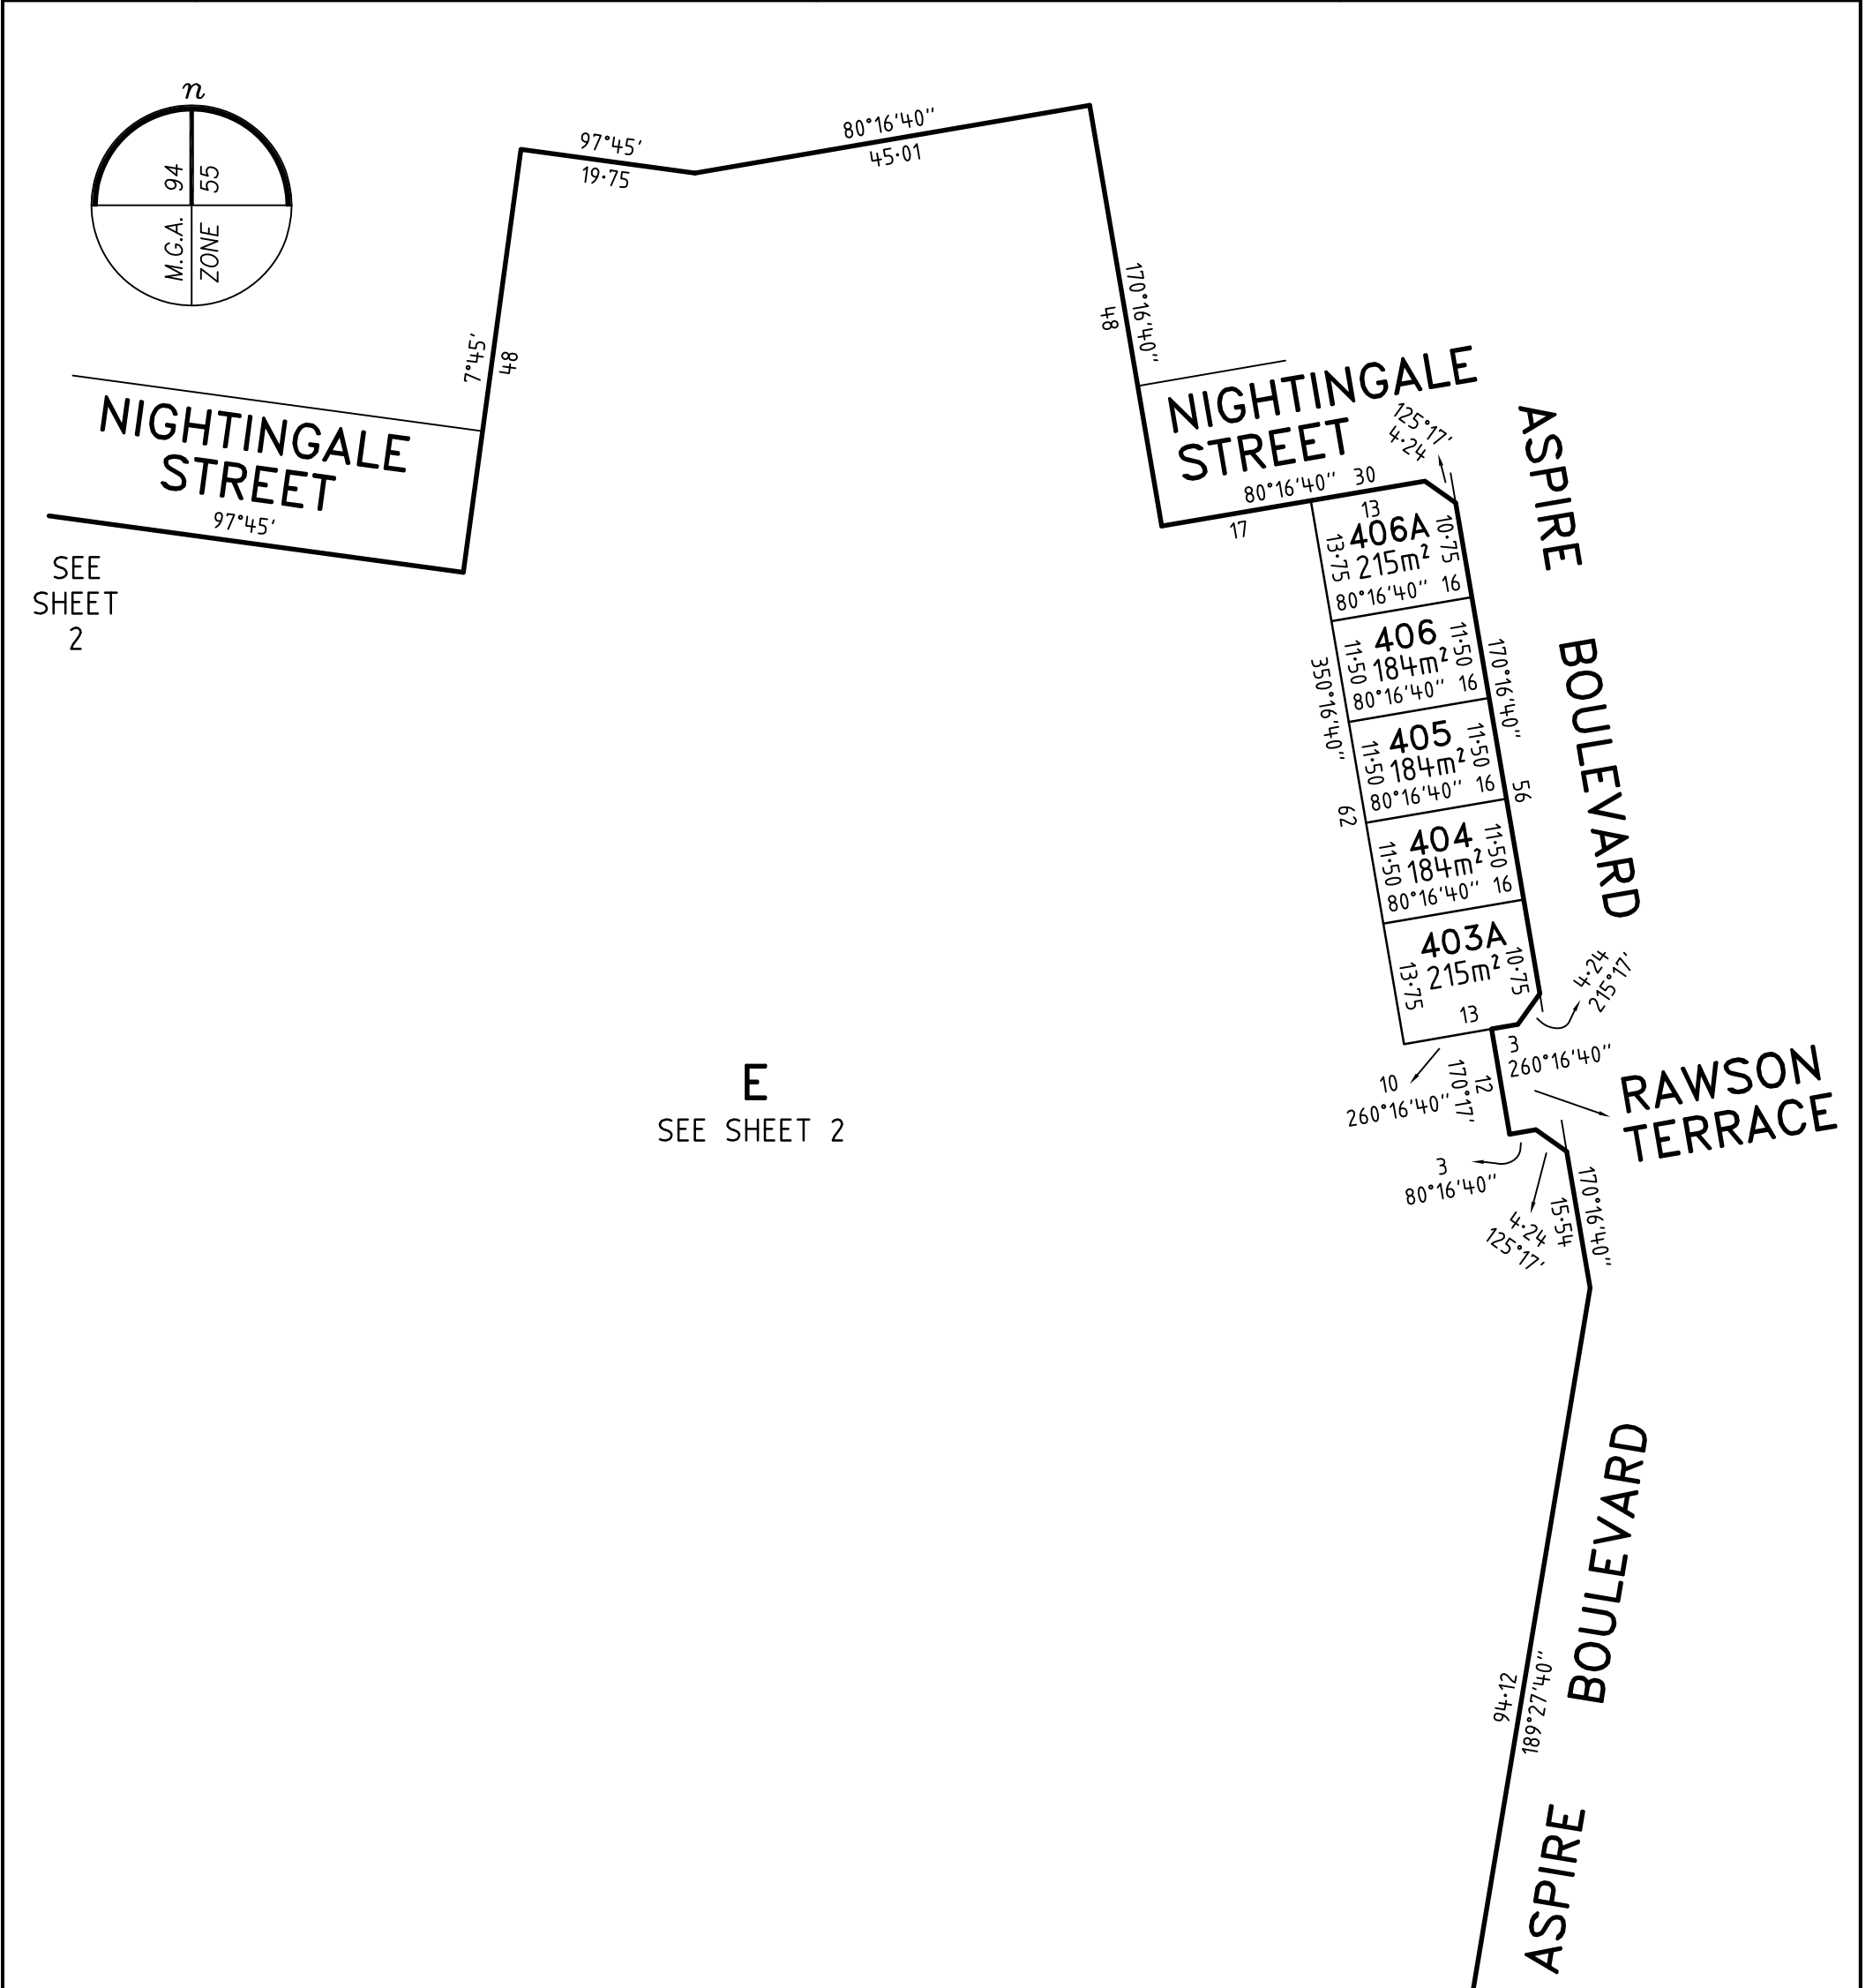 n
94
55
M.G.A.
ZONE
97°45'
19·75
80°16'40''
45·01
7°45'
48
170°16'40''
48
NIGHTINGALE
STREET
97°45'
SEE
SHEET
2
NIGHTINGALE
STREET
80°16'40'' 30
17
125°17'
4·24
ASPIRE BOULEVARD
13
406A
215m²
13·75
10·75
80°16'40'' 16
406
184m²
11·50
11·50
80°16'40'' 16
405
184m²
11·50
11·50
80°16'40'' 16
404
184m²
11·50
11·50
80°16'40'' 16
403A
215m²
13·75
10·75
13
350°16'40''
62
170°16'40''
56
4·24
215°17'
3
260°16'40''
10
260°16'40''
12
170°17'
RAWSON
TERRACE
3
80°16'40''
4·24
125°17'
170°16'40''
15·54
E
SEE SHEET 2
94·12
189°27'40''
ASPIRE BOULEVARD